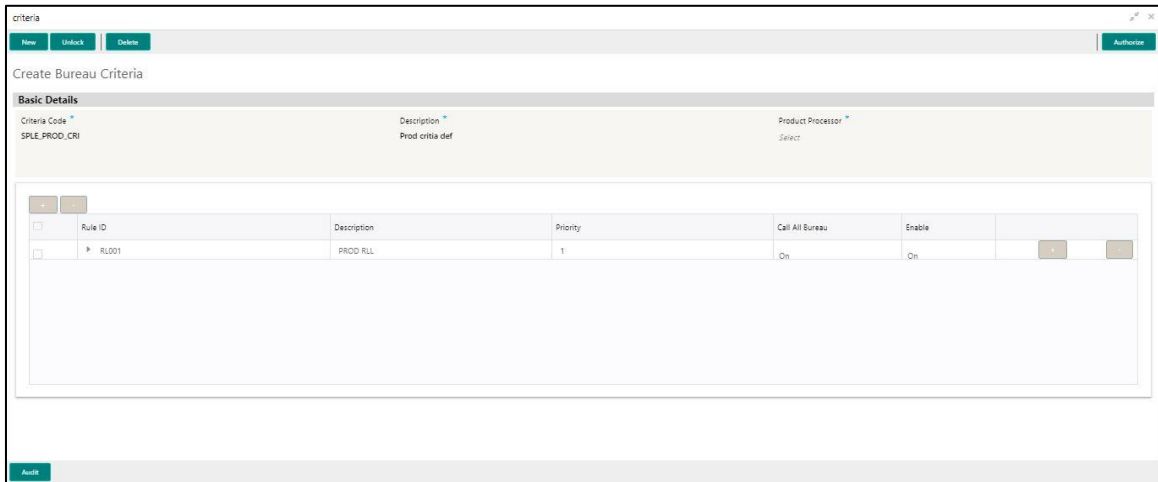 criteria
New Unlock Delete Authorize
Create Bureau Criteria
Basic Details
Criteria Code * Description * Product Processor *
SPLE_PROD_CRI Prod critia def Select
+ -
Rule ID Description Priority Call All Bureau Enable
RL001 PROD RLL 1 On On + -
Audit